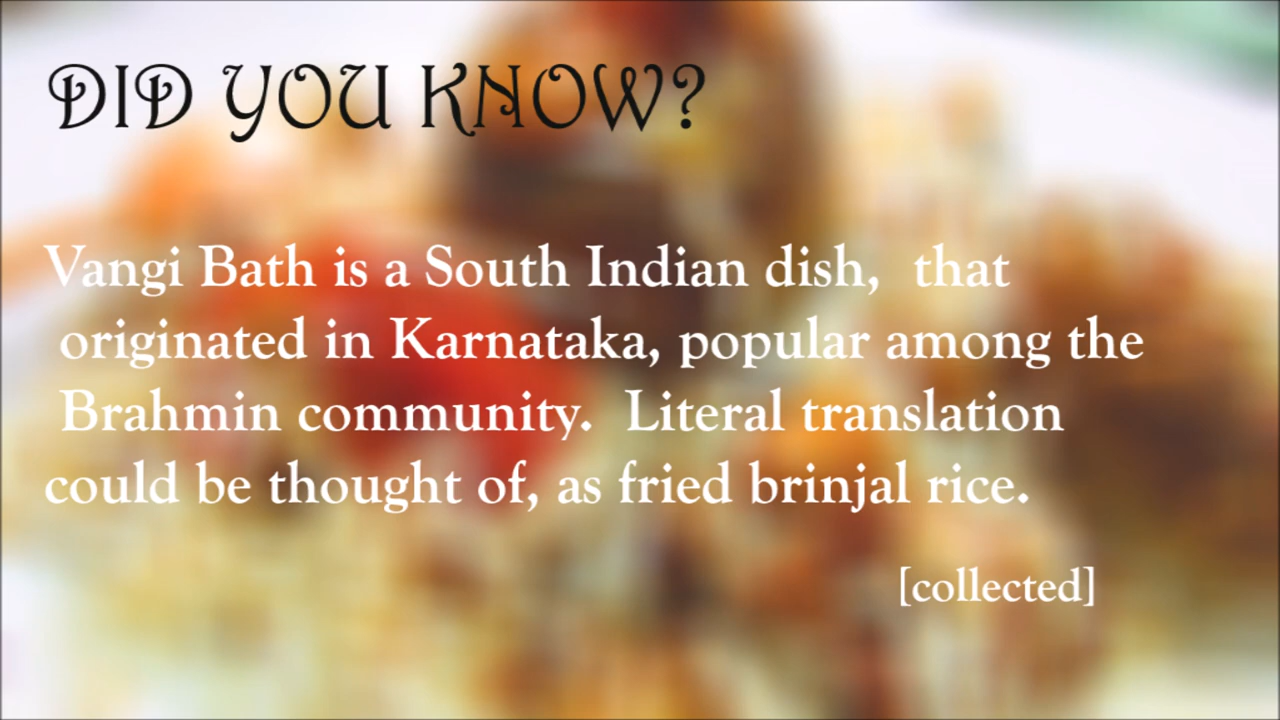 DID YOU KNOW?
Vangi Bath is a South Indian dish, that
originated in Karnataka, popular among the
Brahmin community. Literal translation
could be thought of, as fried brinjal rice.
[collected]